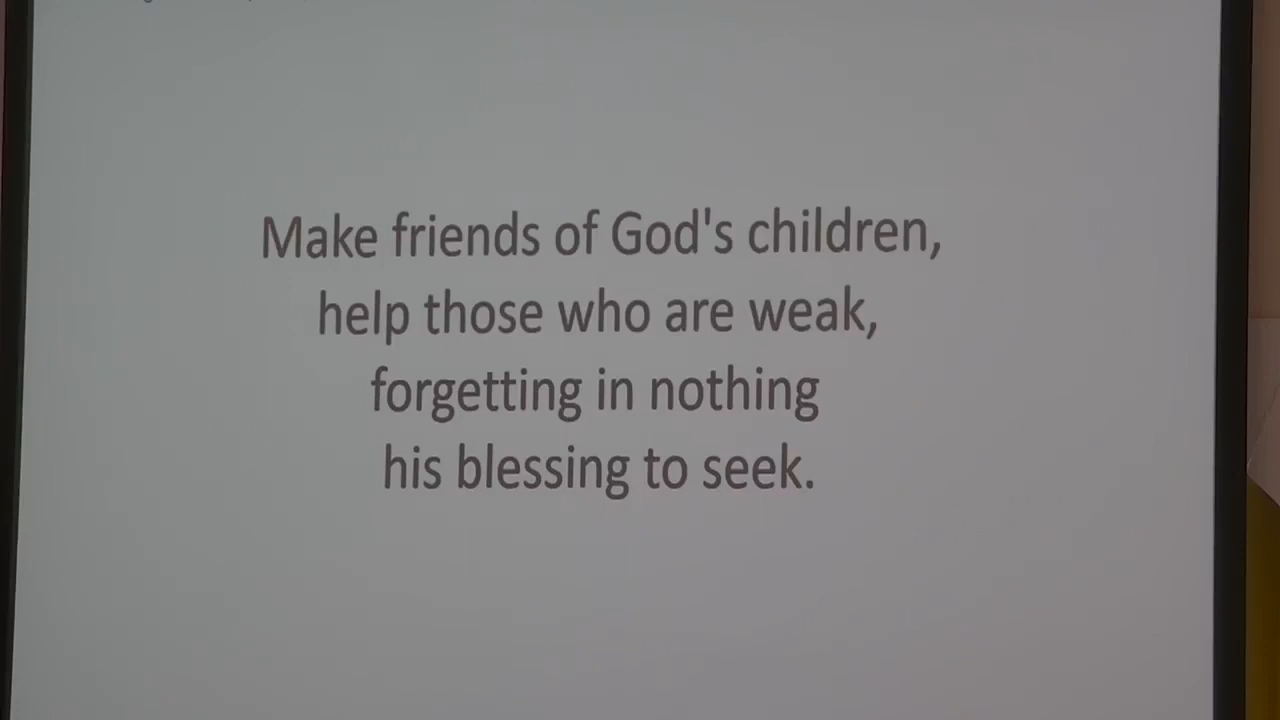 Make friends of God's children,
help those who are weak,
forgetting in nothing
his blessing to seek.